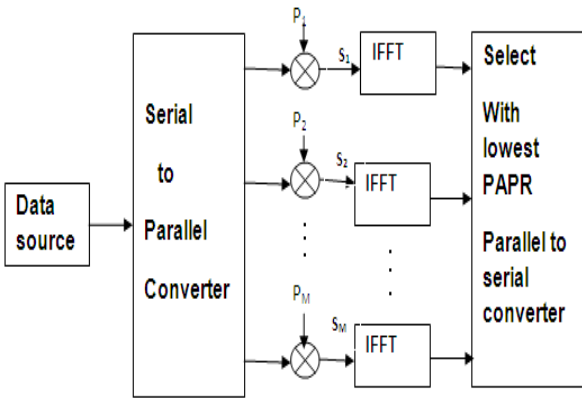 Data
source
Serial
to
Parallel
Converter
P1
S1
IFFT
P2
S2
IFFT
PM
SM
IFFT
Select
With
lowest
PAPR
Parallel to
serial
converter